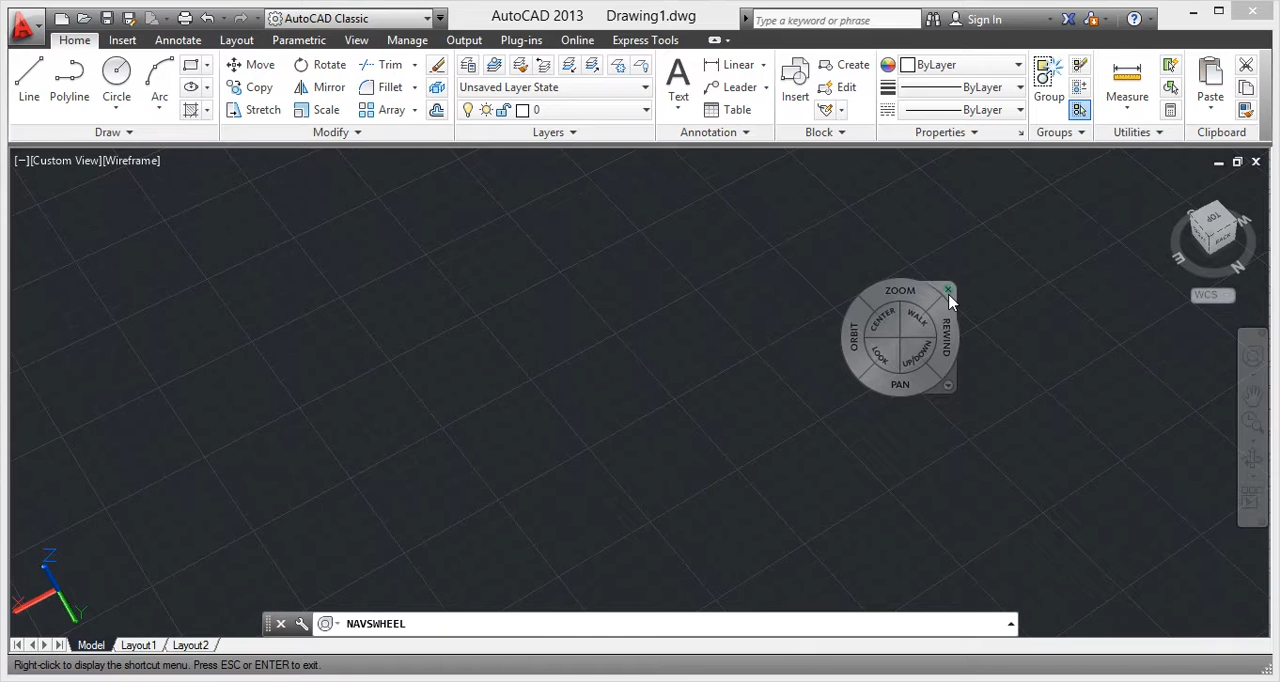 AutoCAD Classic
AutoCAD 2013 Drawing1.dwg
Type a keyword or phrase
Sign In
Home Insert Annotate Layout Parametric View Manage Output Plug-ins Online Express Tools
Line
Polyline
Circle
Arc
Draw
Move Rotate Trim
Copy Mirror Fillet
Stretch Scale Array
Modify
Unsaved Layer State
0
Layers
Text
Linear
Leader
Table
Annotation
Insert
Create
Edit
Block
ByLayer
ByLayer
ByLayer
Properties
Group
Groups
Measure
Utilities
Paste
Clipboard
[−][Custom View][Wireframe]
TOP
BACK
W
E
N
WCS
ZOOM
CENTER
WALK
ORBIT
REWIND
LOOK
UP/DOWN
PAN
Z
X
Y
NAVSWHEEL
Model Layout1 Layout2
Right-click to display the shortcut menu. Press ESC or ENTER to exit.